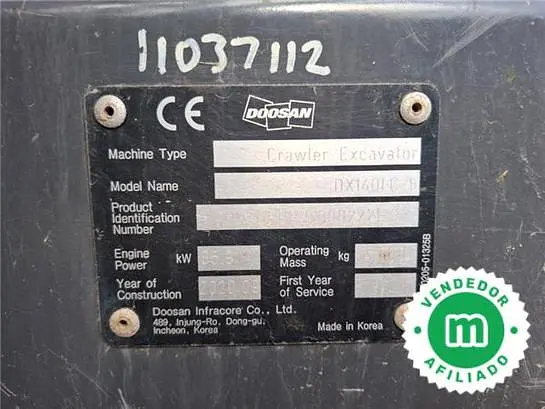 11037112
CE DOOSAN
Machine Type Crawler Excavator
Model Name
Product
Identification
Number
Engine
Power kW
Operating
Mass kg
Year of
Construction
First Year
of Service
Doosan Infracore Co., Ltd.
489, Injung-Ro, Dong-gu,
Incheon, Korea
Made in Korea
VENDEDOR
m
AFILIADO